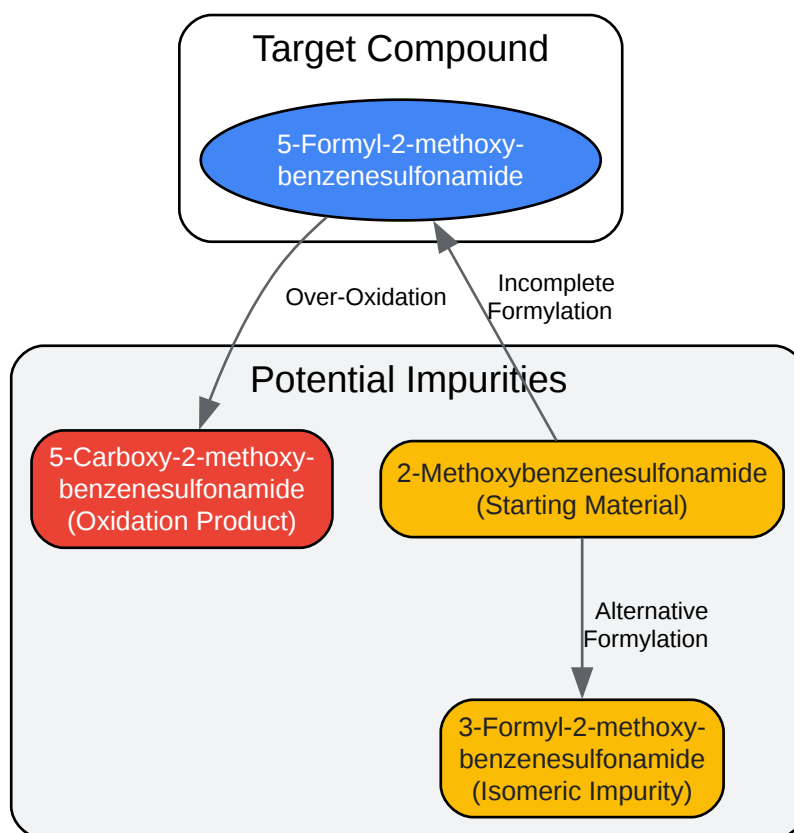 Target Compound
5-Formyl-2-methoxy-
benzenesulfonamide
Over-Oxidation
Incomplete
Formylation
Potential Impurities
5-Carboxy-2-methoxy-
benzenesulfonamide
(Oxidation Product)
2-Methoxybenzenesulfonamide
(Starting Material)
Alternative
Formylation
3-Formyl-2-methoxy-
benzenesulfonamide
(Isomeric Impurity)